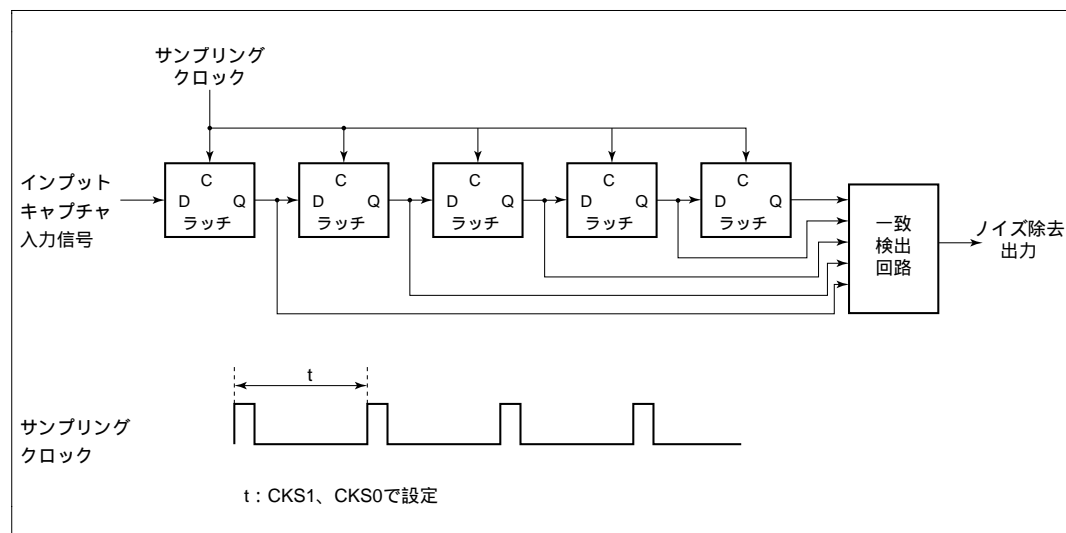 サンプリング
クロック
インプット
キャプチャ
入力信号
C
D Q
ラッチ
C
D Q
ラッチ
C
D Q
ラッチ
C
D Q
ラッチ
C
D Q
ラッチ
一致
検出
回路
ノイズ除去
出力
t
サンプリング
クロック
t：CKS1、CKS0で設定